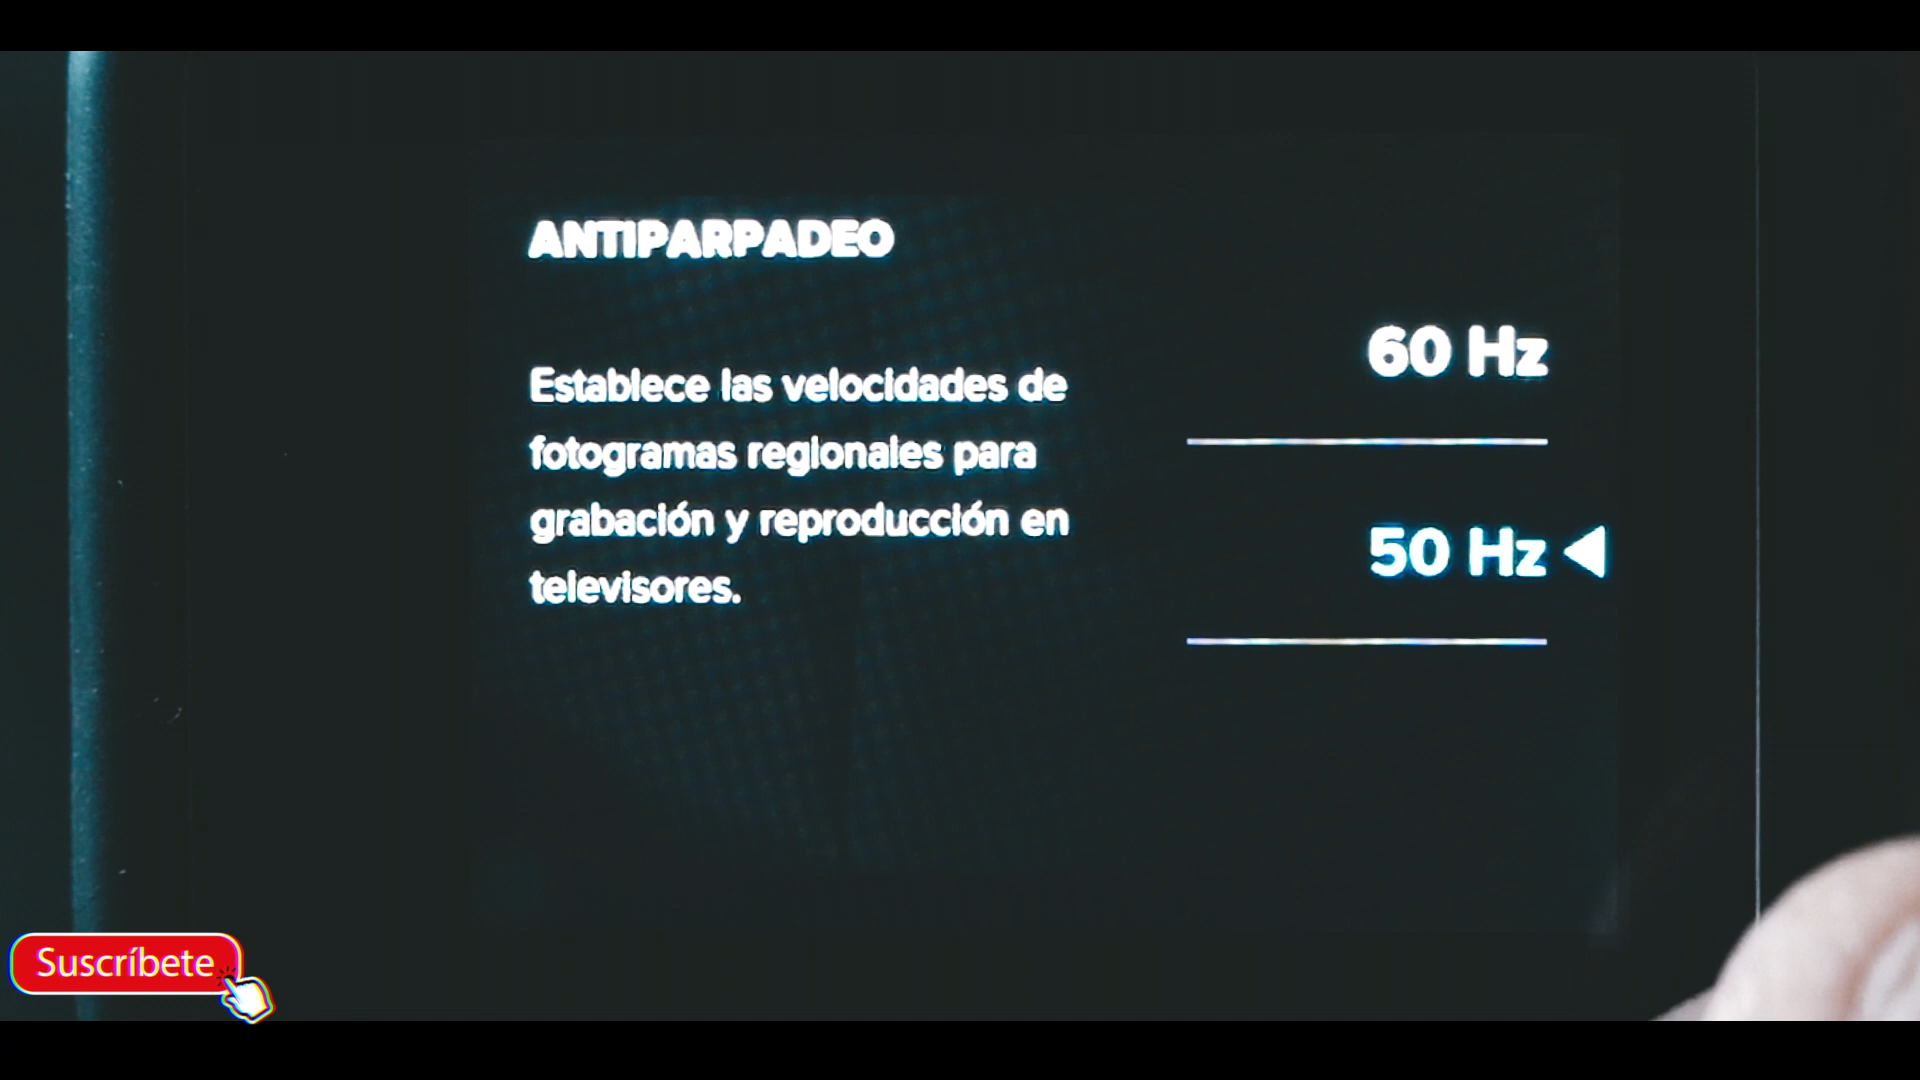 ANTIPARPADEO
Establece las velocidades de
fotogramas regionales para
grabación y reproducción en
televisores.
60 Hz
50 Hz
Suscríbete